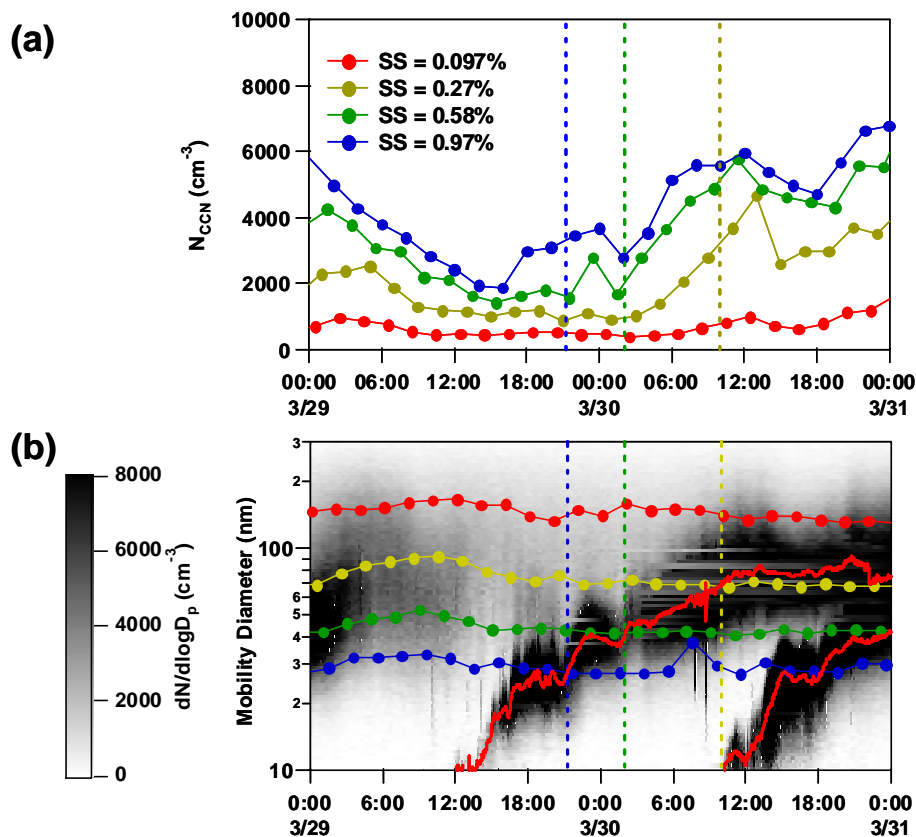 (a)
10000
8000
6000
4000
2000
0
N_CCN (cm⁻³)
SS = 0.097%
SS = 0.27%
SS = 0.58%
SS = 0.97%
00:00 06:00 12:00 18:00 00:00 06:00 12:00 18:00 00:00
3/29 3/30 3/31
(b)
8000
6000
4000
2000
0
dN/dlogD_p (cm⁻³)
Mobility Diameter (nm)
3
2
100
6
5
4
3
2
10
0:00 6:00 12:00 18:00 0:00 6:00 12:00 18:00 0:00
3/29 3/30 3/31